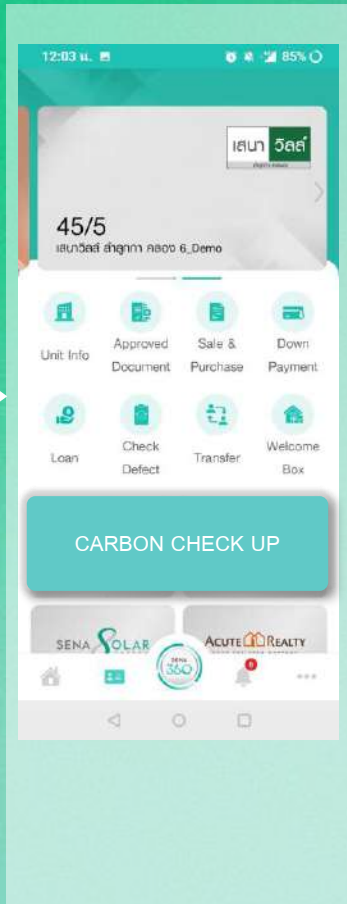 12:03 น.
85%
เสนา วิลล์
45/5
เสนาวิลล์ ลำลูกกา คลอง 6_Demo
Unit Info
Approved Document
Sale & Purchase
Down Payment
Loan
Check Defect
Transfer
Welcome Box
CARBON CHECK UP
SENA SOLAR
ACUTE REALTY
SENA
360